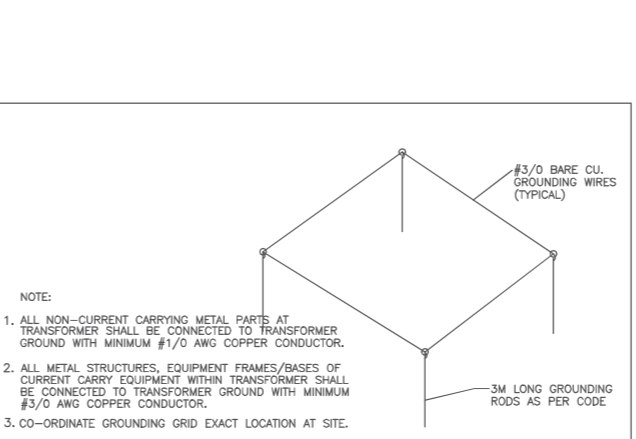 #3/0 BARE CU.
GROUNDING WIRES
(TYPICAL)
NOTE:
1. ALL NON-CURRENT CARRYING METAL PARTS AT
TRANSFORMER SHALL BE CONNECTED TO TRANSFORMER
GROUND WITH MINIMUM #1/0 AWG COPPER CONDUCTOR.
2. ALL METAL STRUCTURES, EQUIPMENT FRAMES/BASES OF
CURRENT CARRY EQUIPMENT WITHIN TRANSFORMER SHALL
BE CONNECTED TO TRANSFORMER GROUND WITH MINIMUM
#3/0 AWG COPPER CONDUCTOR.
3. CO-ORDINATE GROUNDING GRID EXACT LOCATION AT SITE.
3M LONG GROUNDING
RODS AS PER CODE